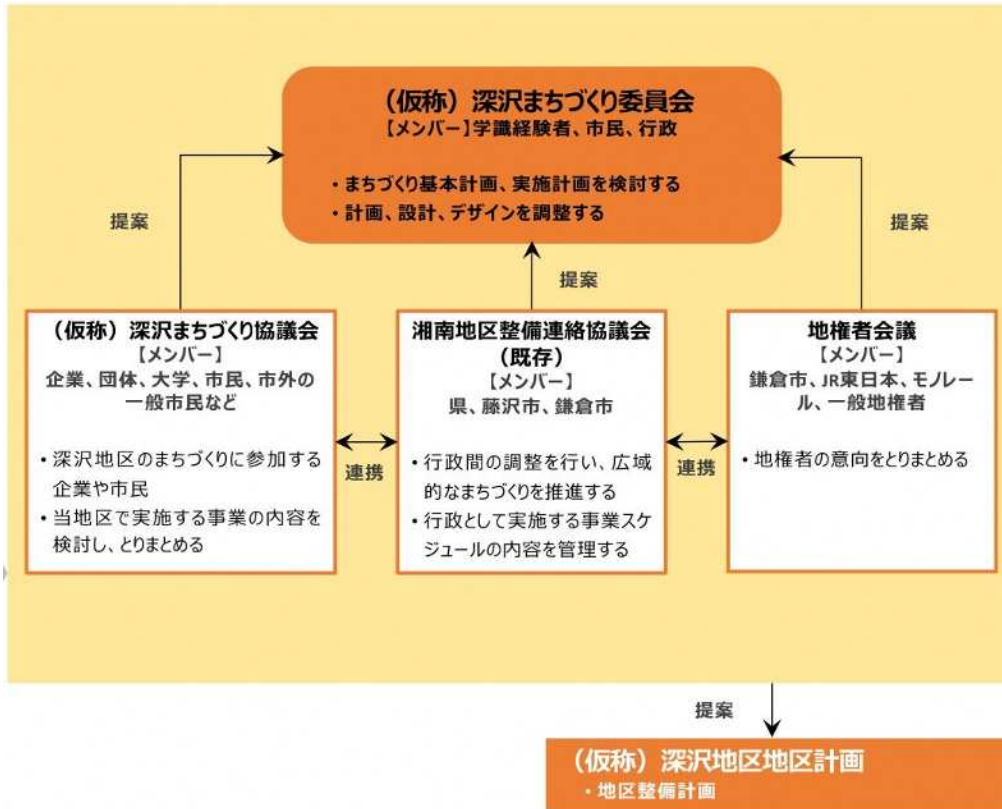 （仮称）深沢まちづくり委員会
【メンバー】学識経験者、市民、行政
・まちづくり基本計画、実施計画を検討する
・計画、設計、デザインを調整する
提案
提案
提案
（仮称）深沢まちづくり協議会
【メンバー】
企業、団体、大学、市民、市外の
一般市民など
・深沢地区のまちづくりに参加する
企業や市民
・当地区で実施する事業の内容を
検討し、とりまとめる
連携
湘南地区整備連絡協議会
（既存）
【メンバー】
県、藤沢市、鎌倉市
・行政間の調整を行い、広域
的なまちづくりを推進する
・行政として実施する事業スケ
ジュールの内容を管理する
連携
地権者会議
【メンバー】
鎌倉市、JR東日本、モノレー
ル、一般地権者
・地権者の意向をとりまとめる
提案
（仮称）深沢地区地区計画
・地区整備計画